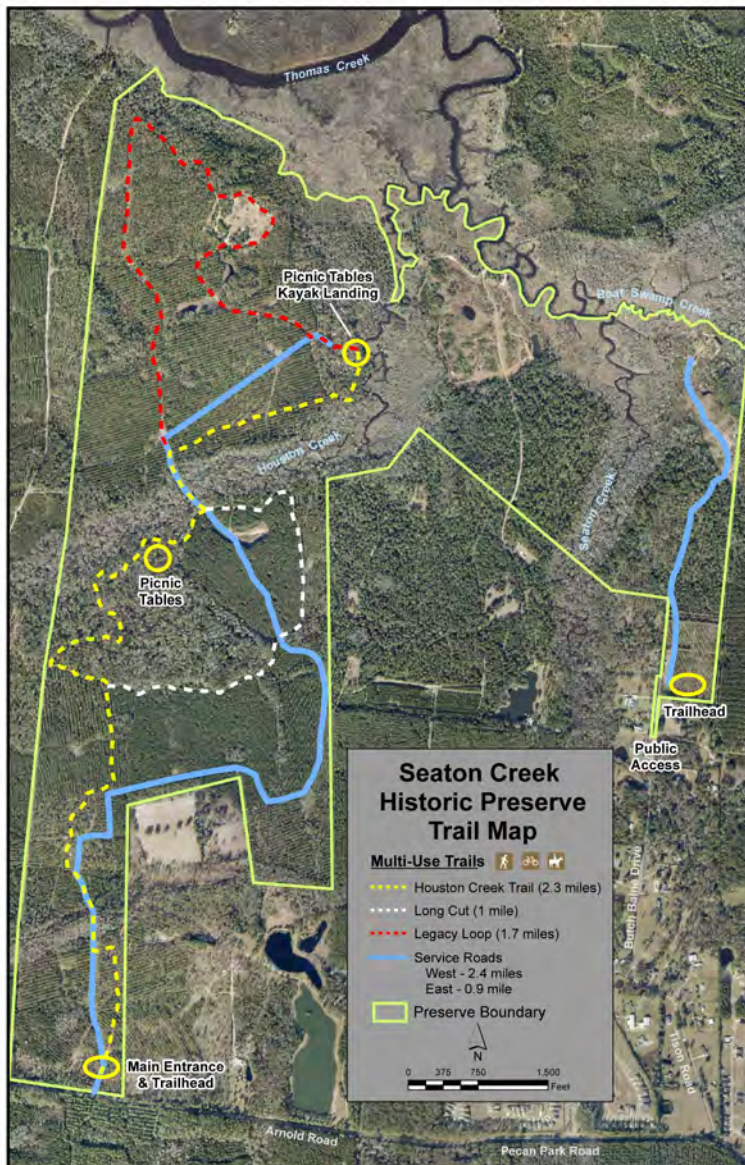 Thomas Creek
Picnic Tables
Kayak Landing
Boat Swamp Creek
Houston Creek
Seaton Creek
Picnic
Tables
Trailhead
Public
Access
Seaton Creek
Historic Preserve
Trail Map
Multi-Use Trails
Houston Creek Trail (2.3 miles)
Long Cut (1 mile)
Legacy Loop (1.7 miles)
Service Roads
West - 2.4 miles
East - 0.9 mile
Preserve Boundary
N
0 375 750 1,500
Feet
Main Entrance
& Trailhead
Tison Road
Arnold Road
Pecan Park Road